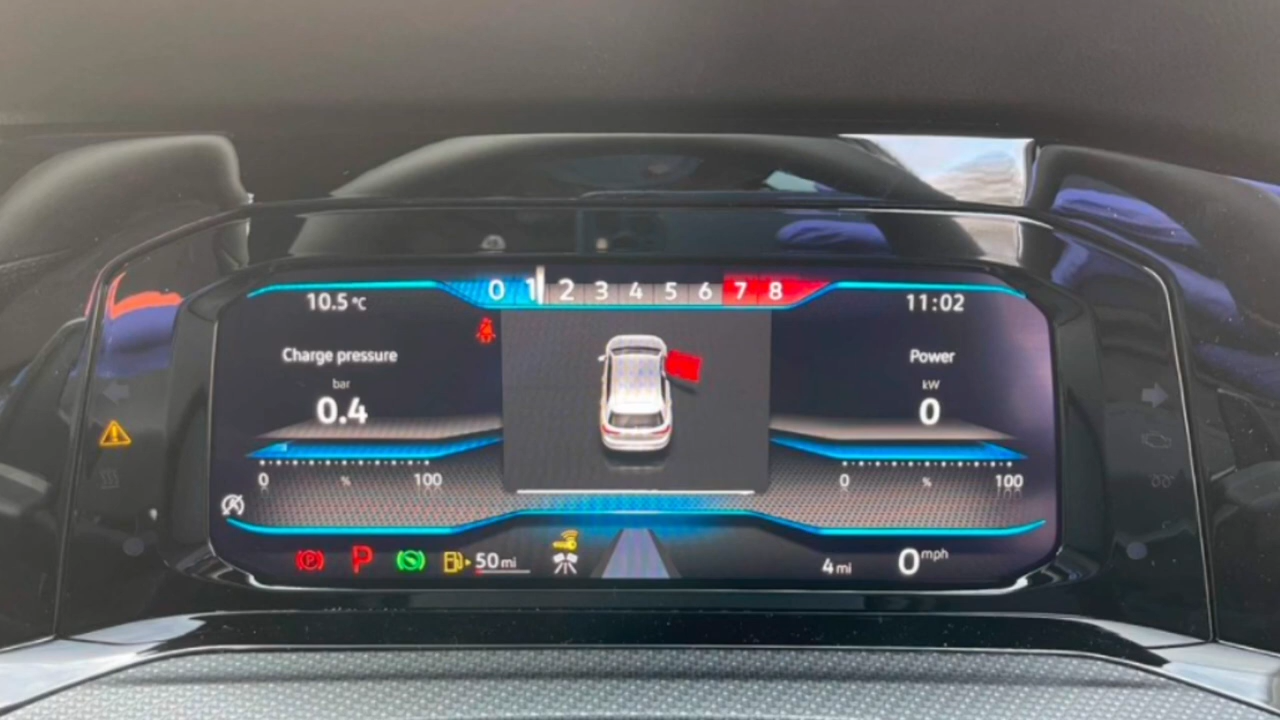 0 1 2 3 4 5 6 7 8
10.5 °C
11:02
Charge pressure
bar
0.4
Power
kW
0
0 % 100
0 % 100
(P) P
50 mi
4 mi
0 mph